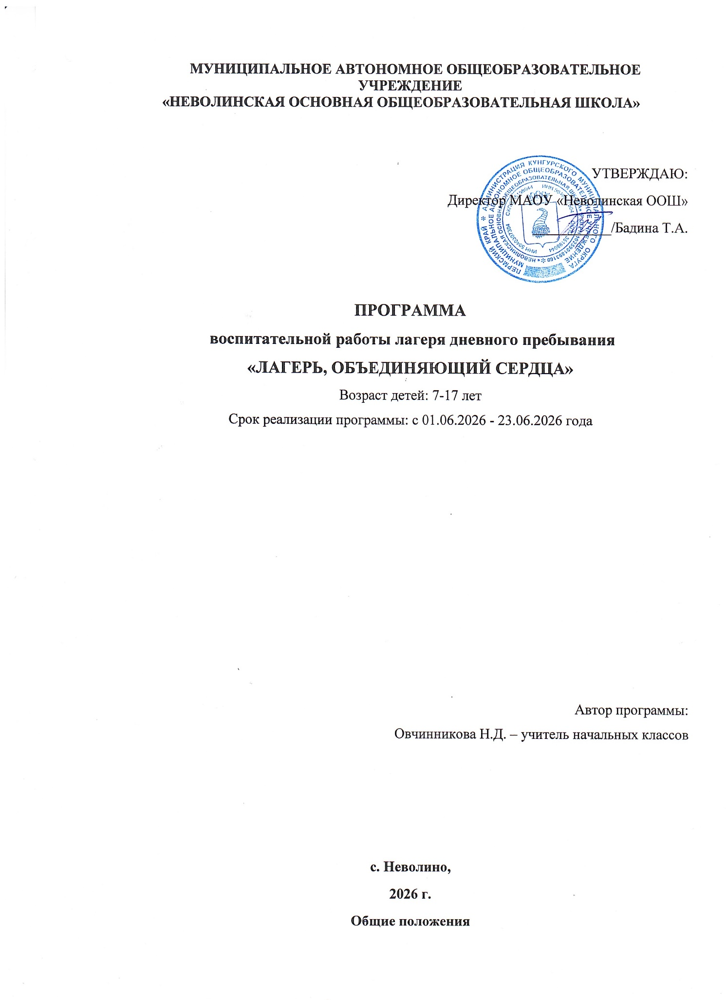 МУНИЦИПАЛЬНОЕ АВТОНОМНОЕ ОБЩЕОБРАЗОВАТЕЛЬНОЕ
УЧРЕЖДЕНИЕ
«НЕВОЛИНСКАЯ ОСНОВНАЯ ОБЩЕОБРАЗОВАТЕЛЬНАЯ ШКОЛА»
УТВЕРЖДАЮ:
Директор МАОУ «Неволинская ООШ»
/Бадина Т.А.
ПЕРМСКИЙ КРАЙ * АДМИНИСТРАЦИЯ КУНГУРСКОГО МУНИЦИПАЛЬНОГО ОКРУГА
МУНИЦИПАЛЬНОЕ АВТОНОМНОЕ ОБЩЕОБРАЗОВАТЕЛЬНОЕ УЧРЕЖДЕНИЕ
«НЕВОЛИНСКАЯ ОСНОВНАЯ ОБЩЕОБРАЗОВАТЕЛЬНАЯ ШКОЛА» * ОГРН 1025901893160 *
ИНН 5940307304
ПРОГРАММА
воспитательной работы лагеря дневного пребывания
«ЛАГЕРЬ, ОБЪЕДИНЯЮЩИЙ СЕРДЦА»
Возраст детей: 7-17 лет
Срок реализации программы: с 01.06.2026 - 23.06.2026 года
Автор программы:
Овчинникова Н.Д. – учитель начальных классов
с. Неволино,
2026 г.
Общие положения